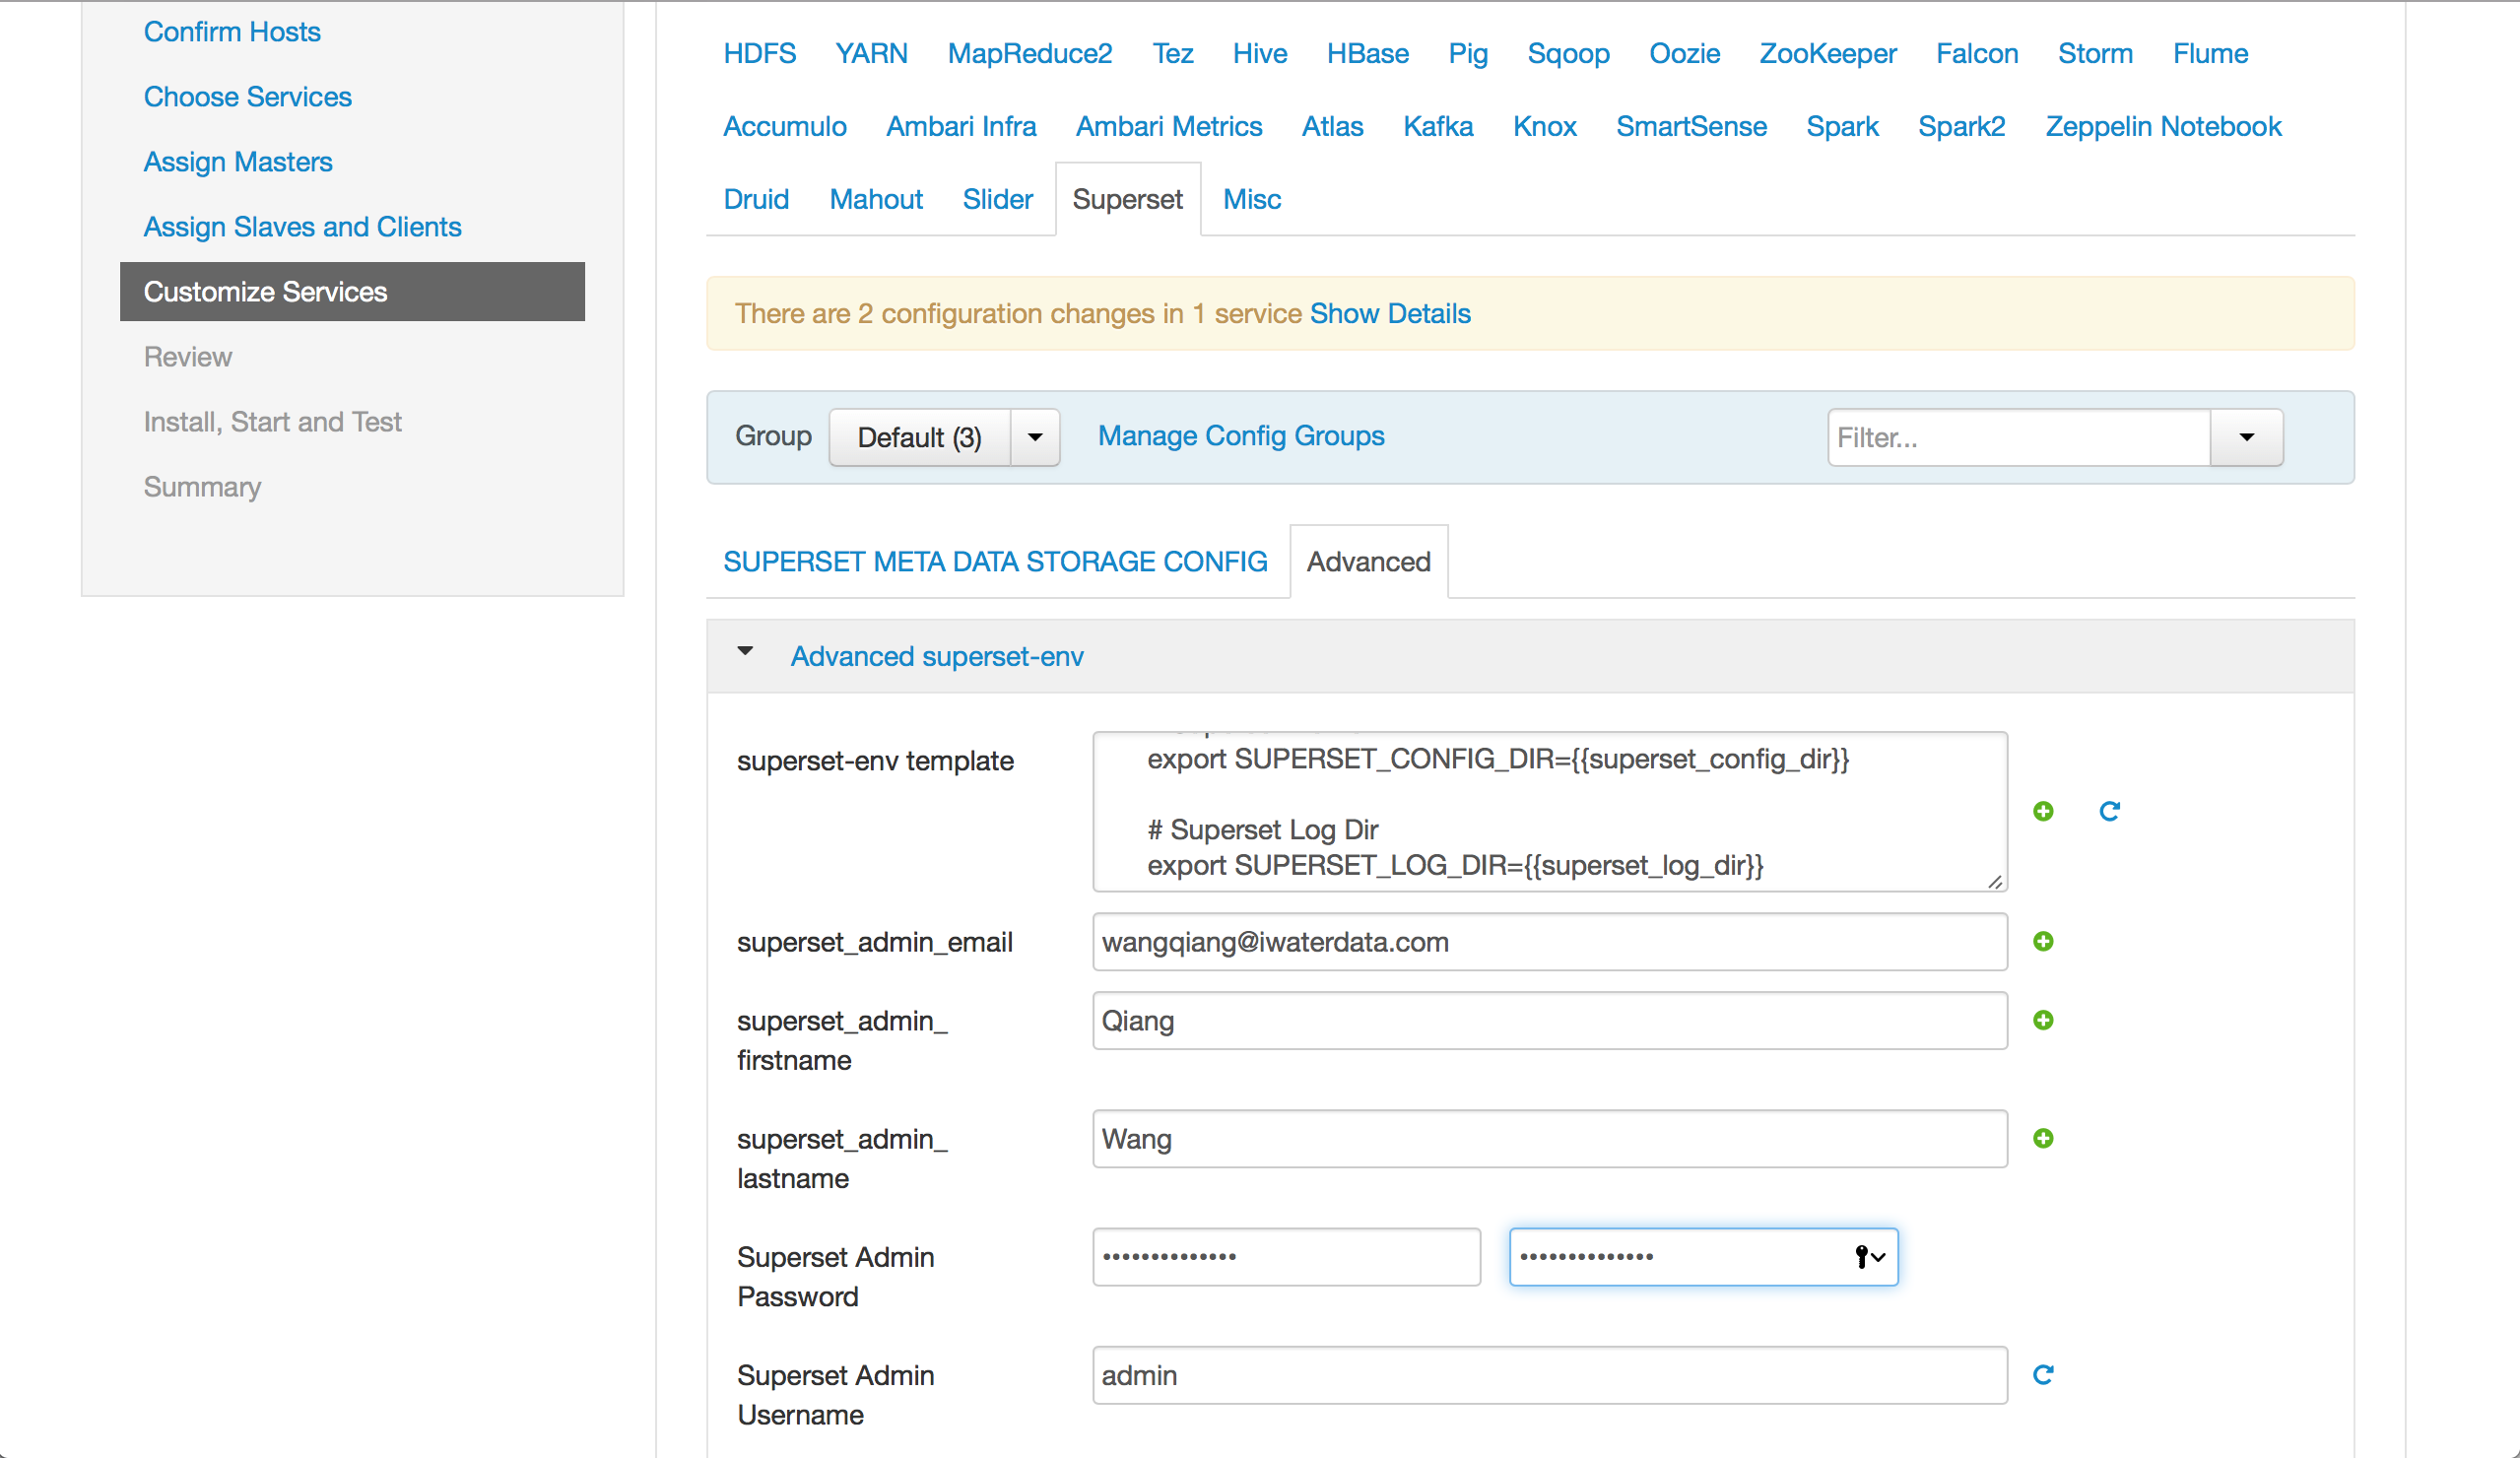 Confirm Hosts
Choose Services
Assign Masters
Assign Slaves and Clients
Customize Services
Review
Install, Start and Test
Summary
HDFS YARN MapReduce2 Tez Hive HBase Pig Sqoop Oozie ZooKeeper Falcon Storm Flume
Accumulo Ambari Infra Ambari Metrics Atlas Kafka Knox SmartSense Spark Spark2 Zeppelin Notebook
Druid Mahout Slider Superset Misc
There are 2 configuration changes in 1 service Show Details
Group Default (3) Manage Config Groups Filter...
SUPERSET META DATA STORAGE CONFIG Advanced
Advanced superset-env
superset-env template
export SUPERSET_CONFIG_DIR={{superset_config_dir}}
# Superset Log Dir
export SUPERSET_LOG_DIR={{superset_log_dir}}
superset_admin_email wangqiang@iwaterdata.com
superset_admin_ Qiang
firstname
superset_admin_ Wang
lastname
Superset Admin •••••••••••••• ••••••••••••••
Password
Superset Admin admin
Username